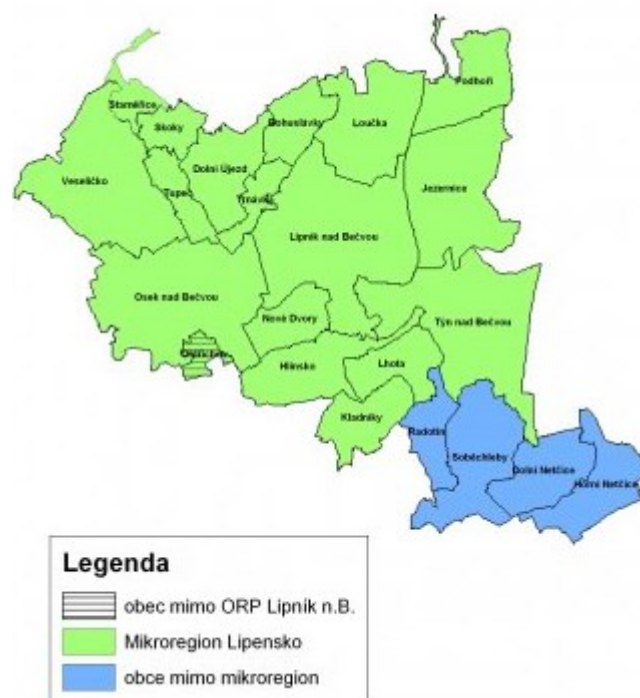 Podhoří
Staměřice
Skoky
Bohuslávky
Loučka
Dolní Újezd
Veselíčko
Tupec
Jezernice
Lipník nad Bečvou
Osek nad Bečvou
Nové Dvory
Týn nad Bečvou
Hlinsko
Lhota
Kladníky
Radotín
Soběchleby
Dolní Nětčice
Horní Nětčice
Legenda
obec mimo ORP Lipník n.B.
Mikroregion Lipensko
obce mimo mikroregion